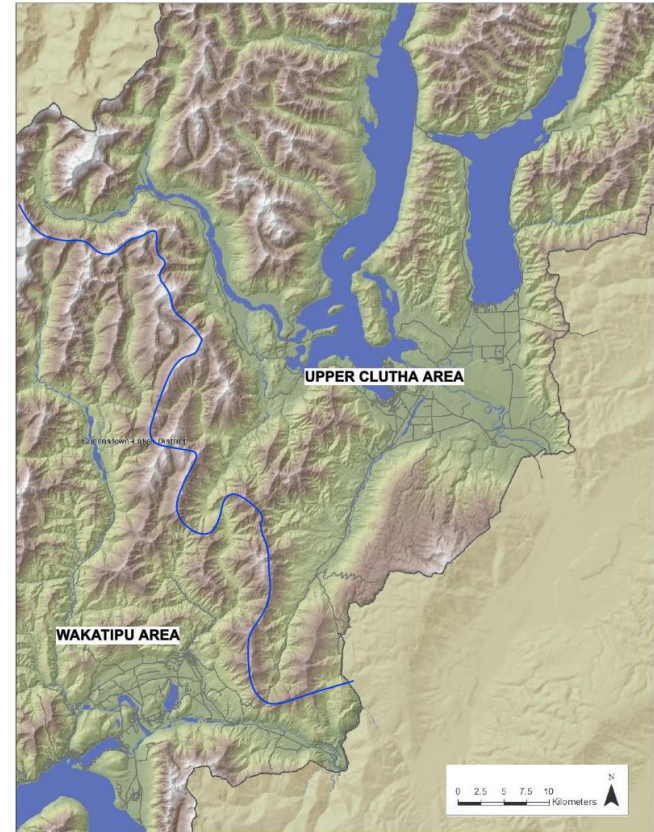 UPPER CLUTHA AREA
Queenstown-Lakes District
WAKATIPU AREA
N
0 2.5 5 7.5 10
Kilometers